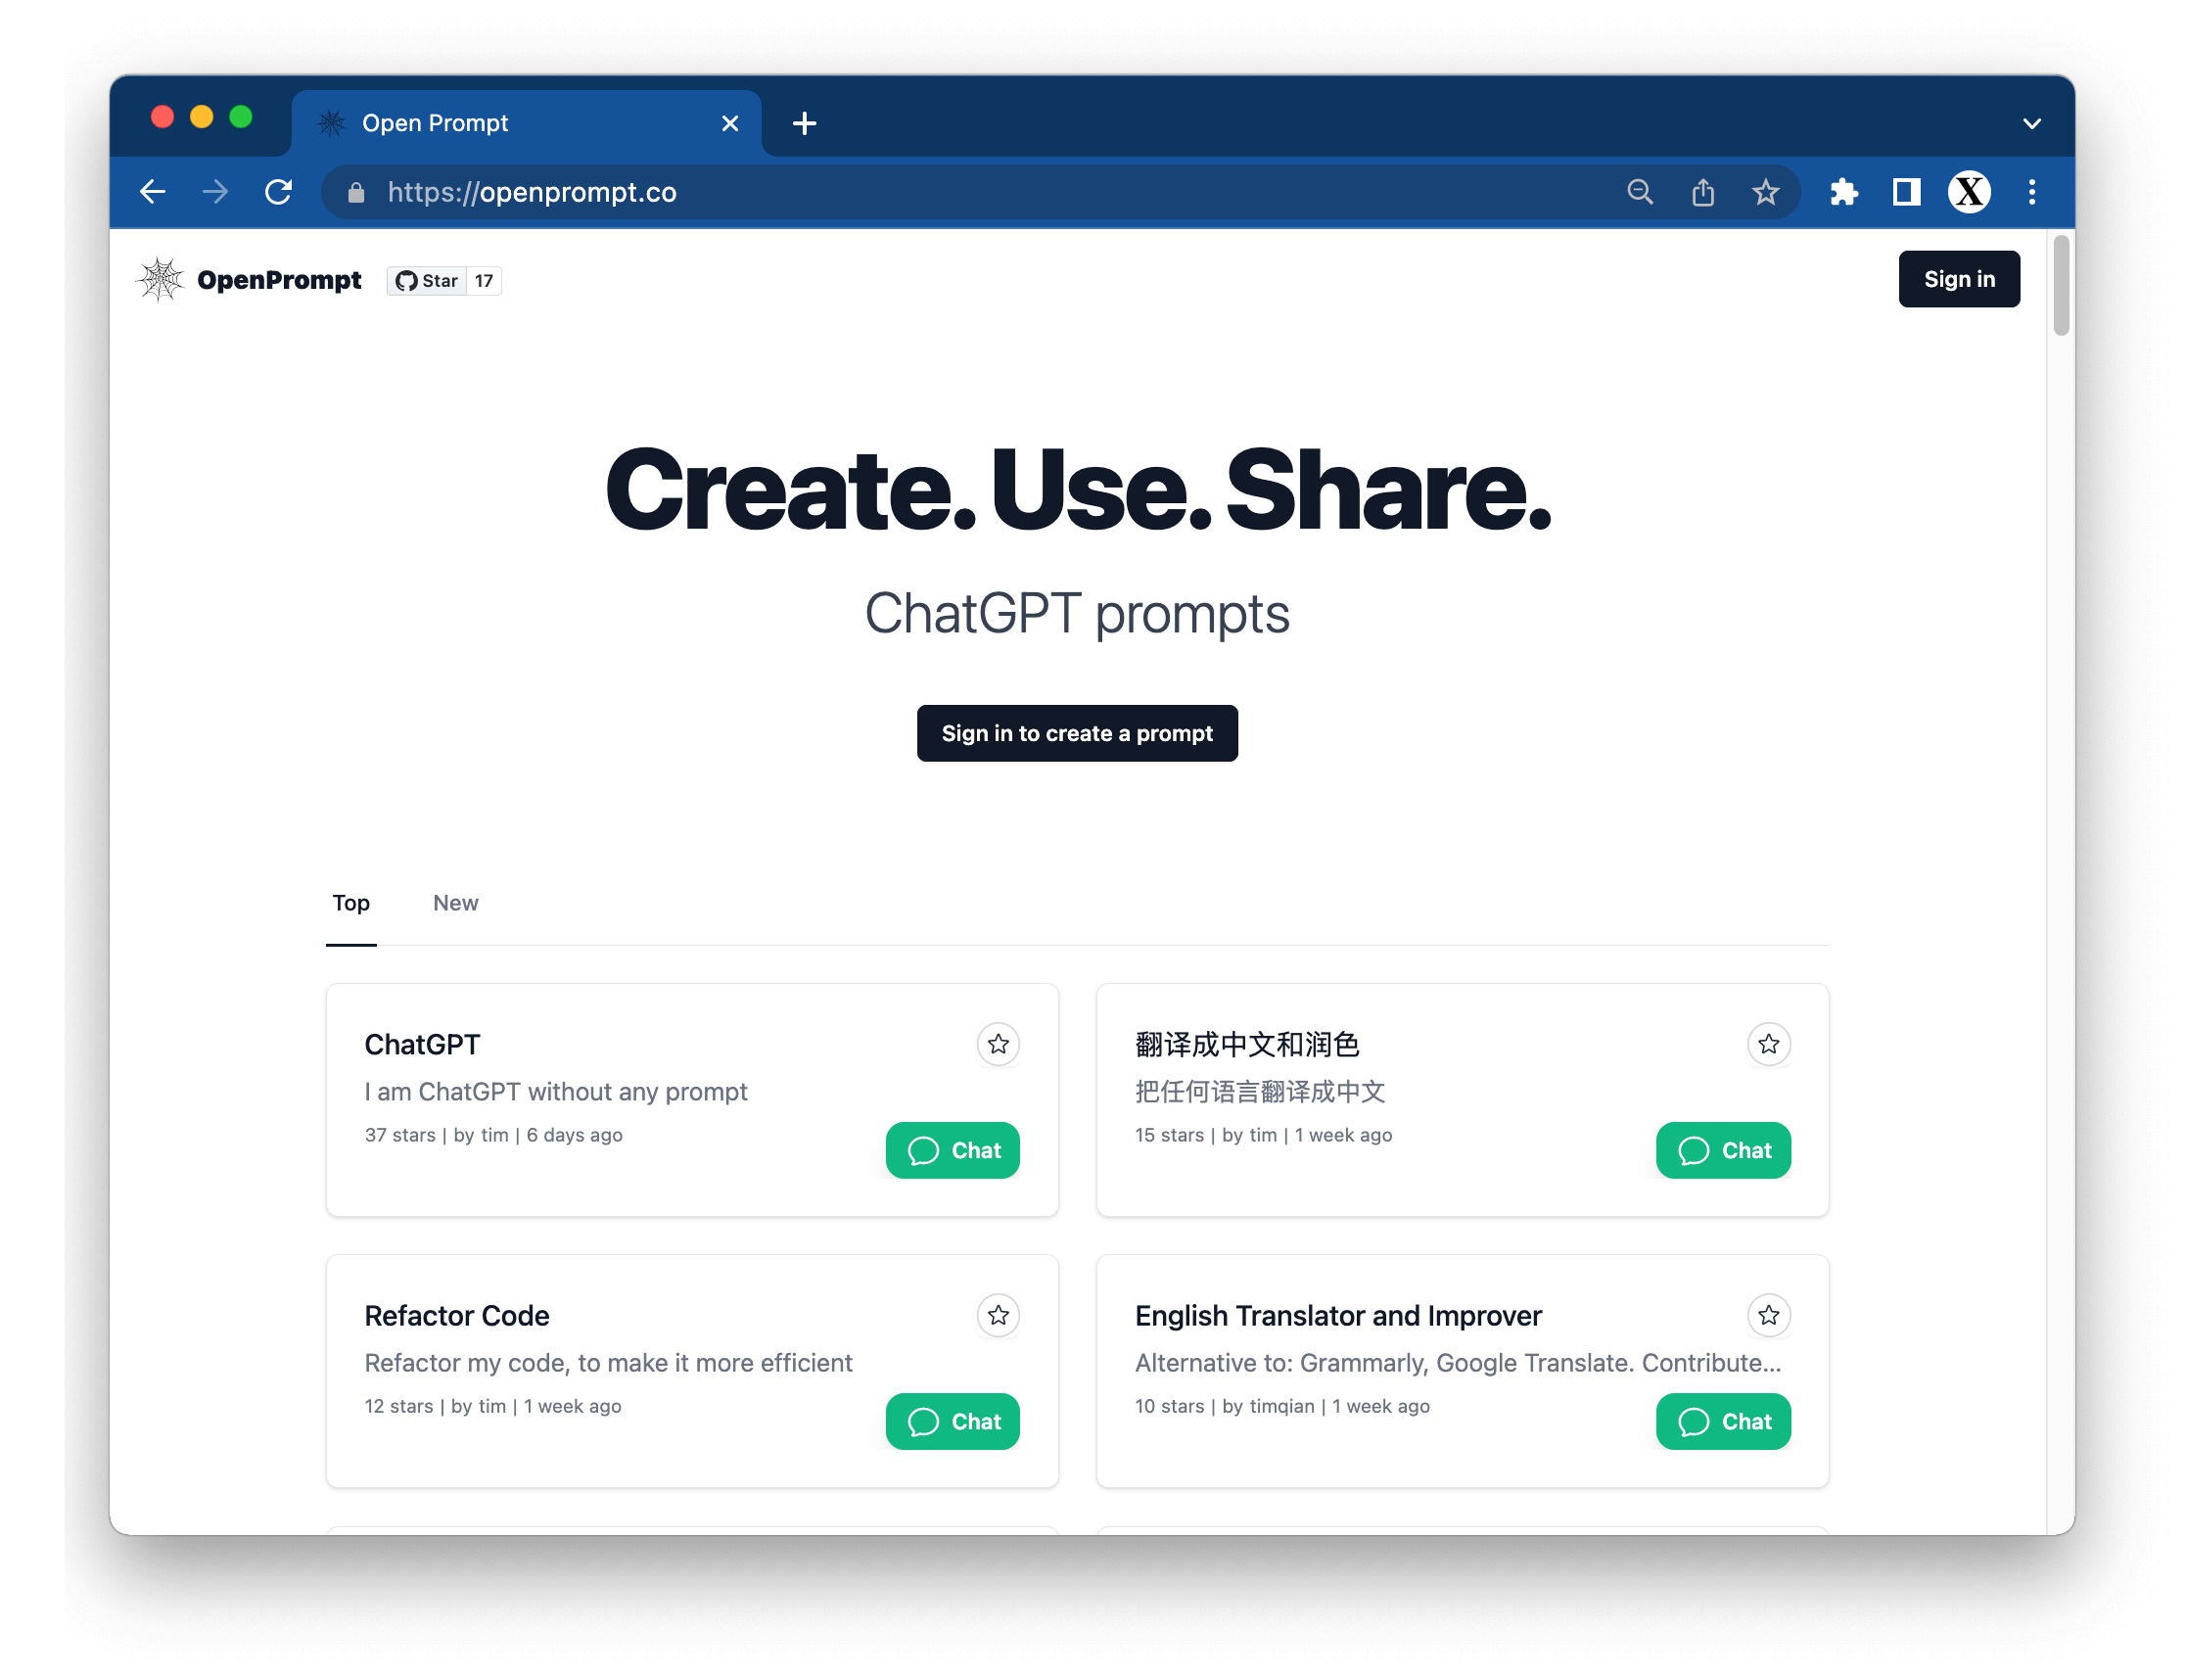 Open Prompt
https://openprompt.co
X
OpenPrompt
Star 17
Sign in
Create. Use. Share.
ChatGPT prompts
Sign in to create a prompt
Top New
ChatGPT
I am ChatGPT without any prompt
37 stars | by tim | 6 days ago
Chat
翻译成中文和润色
把任何语言翻译成中文
15 stars | by tim | 1 week ago
Chat
Refactor Code
Refactor my code, to make it more efficient
12 stars | by tim | 1 week ago
Chat
English Translator and Improver
Alternative to: Grammarly, Google Translate. Contribute...
10 stars | by timqian | 1 week ago
Chat